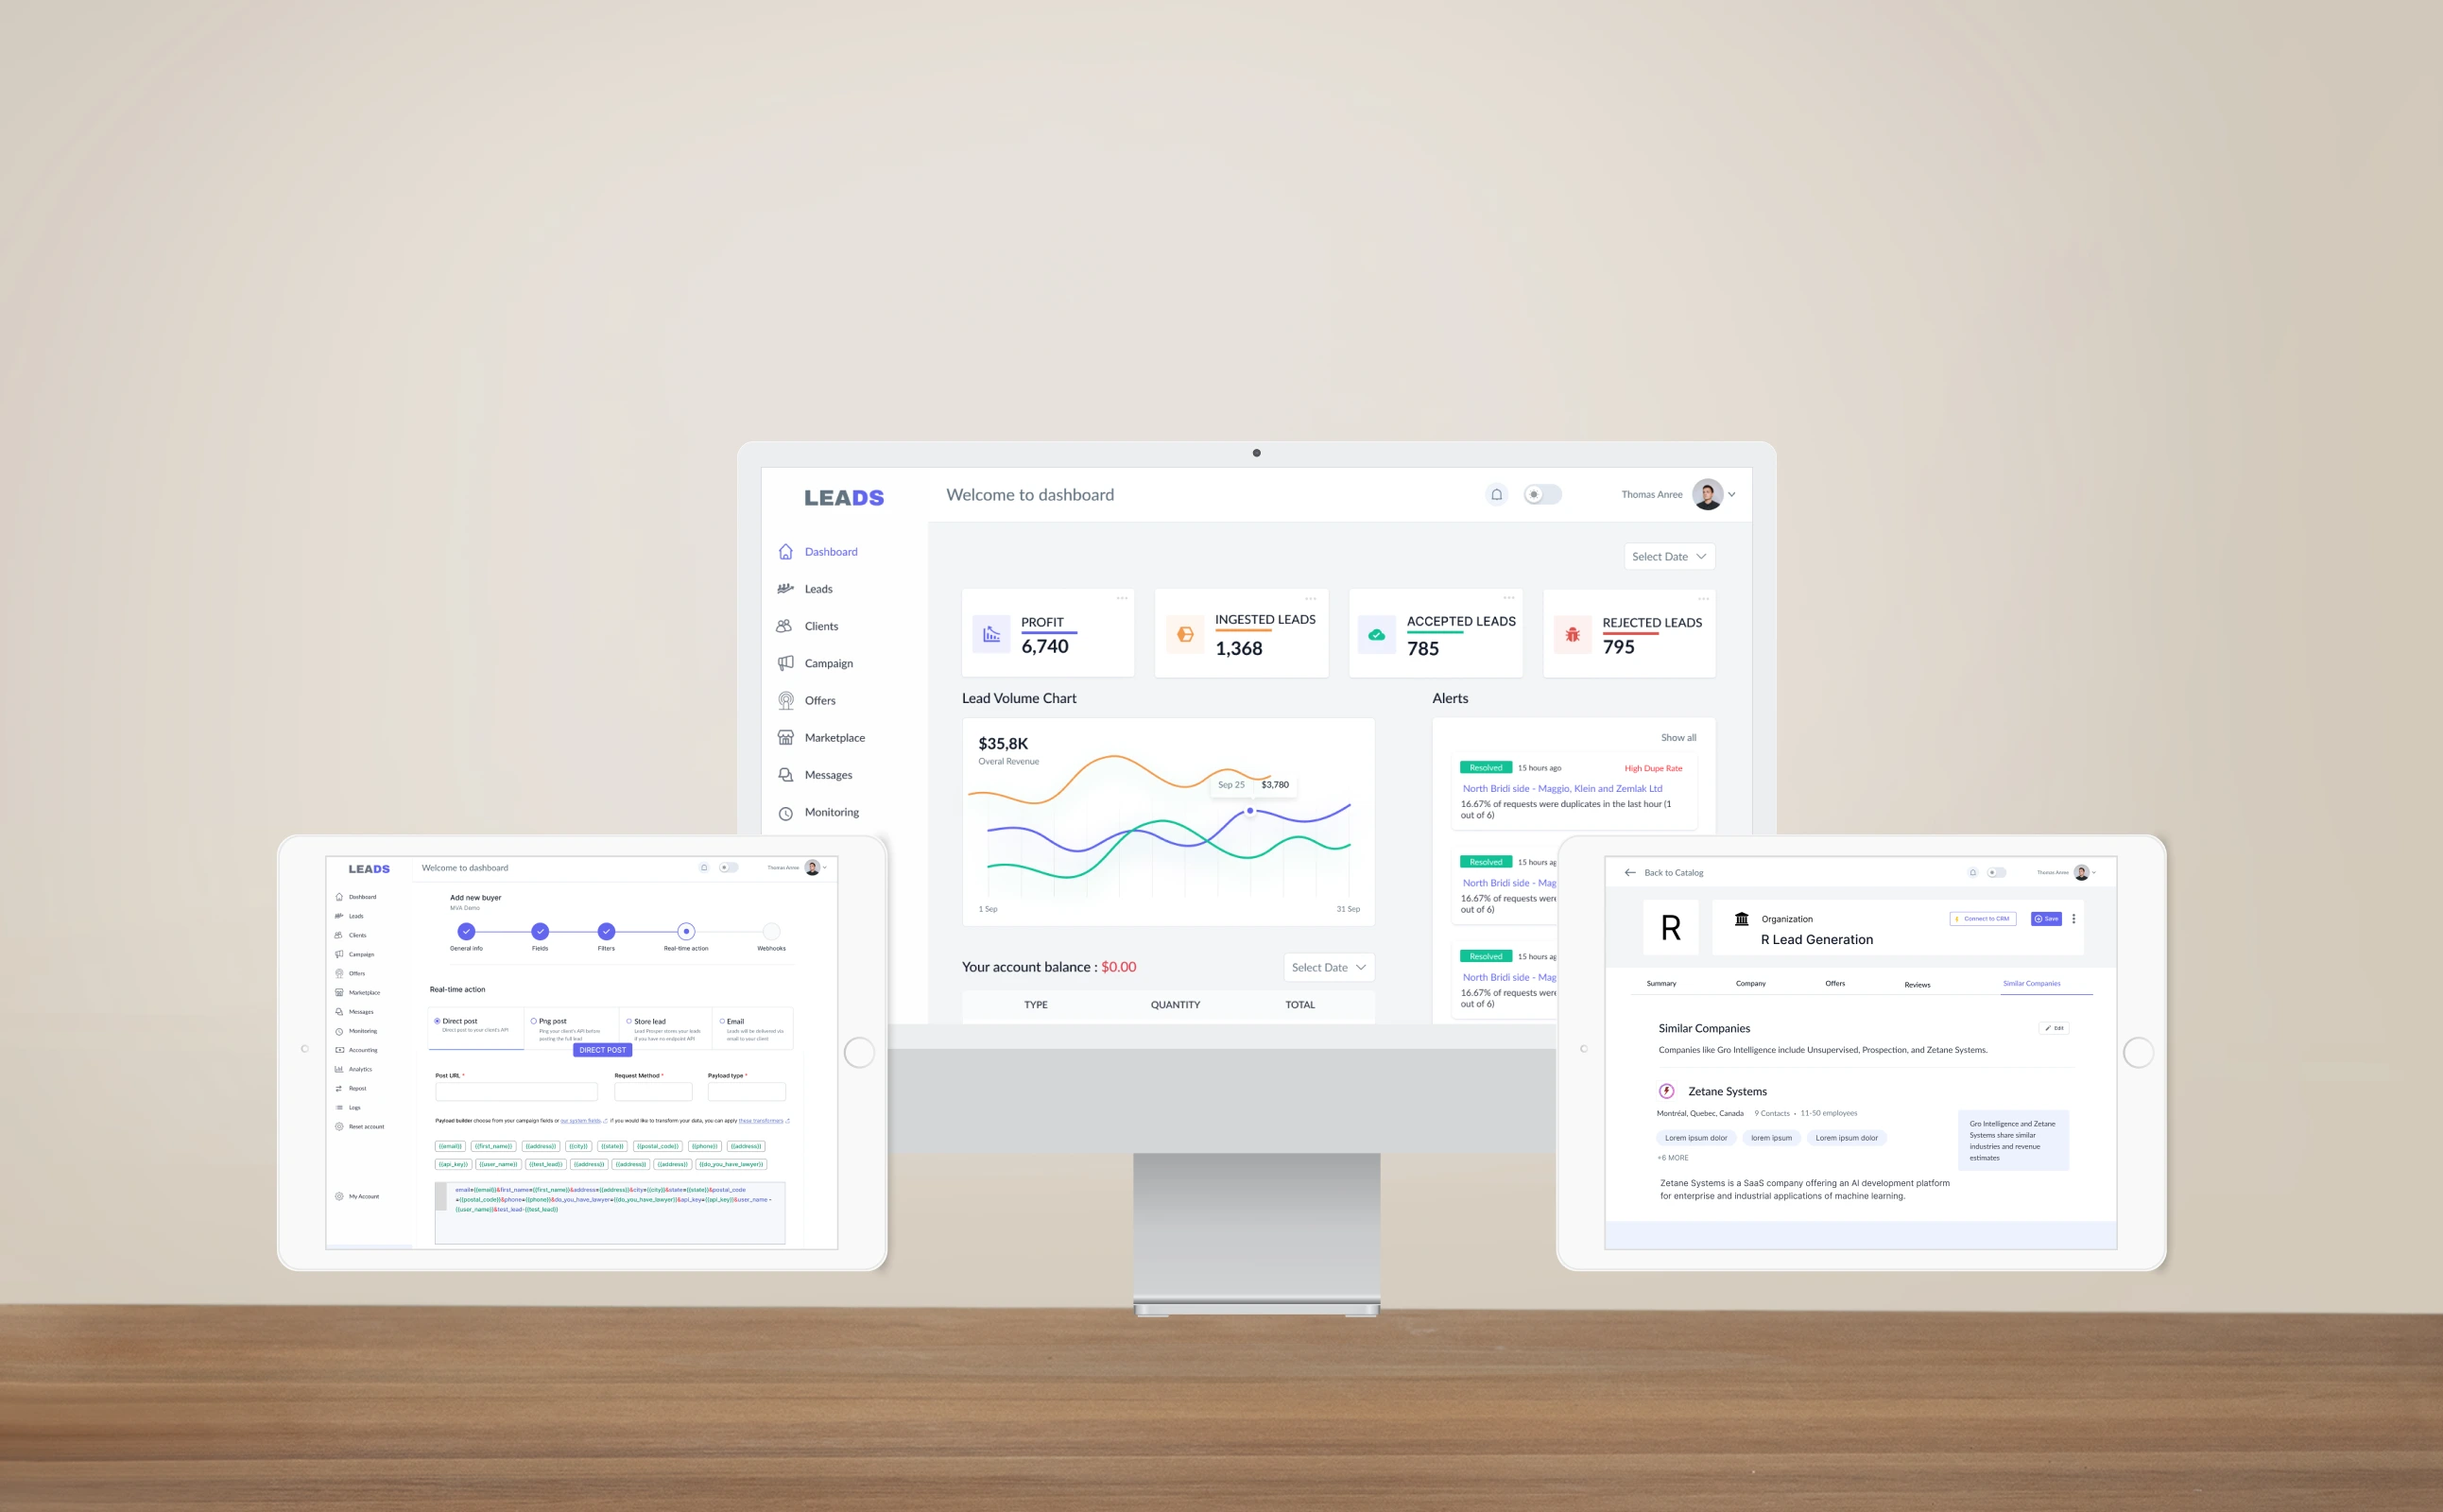 LEADS
Welcome to dashboard
Thomas Anree
Dashboard
Leads
Clients
Campaign
Offers
Marketplace
Messages
Monitoring
Select Date
PROFIT
6,740
INGESTED LEADS
1,368
ACCEPTED LEADS
785
REJECTED LEADS
795
Lead Volume Chart
$35,8K
Overal Revenue
Sep 25 $3,780
1 Sep
31 Sep
Your account balance : $0.00
Select Date
TYPE
QUANTITY
TOTAL
Alerts
Show all
Resolved 15 hours ago High Dupe Rate
North Bridi side - Maggio, Klein and Zemlak Ltd
16.67% of requests were duplicates in the last hour (1
out of 6)
Resolved 15 hours ag
North Bridi side - Mag
16.67% of requests were
out of 6)
Resolved 15 hours ag
North Bridi side - Mag
16.67% of requests were
out of 6)
LEADS
Welcome to dashboard
Thomas Anree
Dashboard
Leads
Clients
Campaign
Offers
Marketplace
Messages
Monitoring
Accounting
Analytics
Repost
Logs
Reset account
My Account
Add new buyer
MVA Demo
General info
Fields
Filters
Real-time action
Webhooks
Real-time action
Direct post
Direct post to your client's API
Png post
Ping your client's API before
posting the full lead
Store lead
Lead Prosper stores your leads
if you have no endpoint API
Email
Leads will be delivered via
email to your client
DIRECT POST
Post URL *
Request Method *
Payload type *
Payload builder choose from your campaign fields or our system fields. if you would like to transform your data, you can apply these transformers.
{{email}} {{first_name}} {{address}} {{city}} {{state}} {{postal_code}} {{phone}} {{address}}
{{api_key}} {{user_name}} {{test_lead}} {{address}} {{address}} {{address}} {{do_you_have_lawyer}}
email={{email}}&first_name={{first_name}}&address={{address}}&city={{city}}&state={{state}}&postal_code
={{postal_code}}&phone={{phone}}&do_you_have_lawyer={{do_you_have_lawyer}}&api_key={{api_key}}&user_name -
{{user_name}}&test_lead-{{test_lead}}
Back to Catalog
Thomas Anree
R
Organization
R Lead Generation
Connect to CRM
Save
Summary
Company
Offers
Reviews
Similar Companies
Similar Companies
Edit
Companies like Gro Intelligence include Unsupervised, Prospection, and Zetane Systems.
Zetane Systems
Montréal, Quebec, Canada 9 Contacts • 11-50 employees
Lorem ipsum dolor
lorem ipsum
Lorem ipsum dolor
+6 MORE
Gro Intelligence and Zetane
Systems share similar
industries and revenue
estimates
Zetane Systems is a SaaS company offering an AI development platform
for enterprise and industrial applications of machine learning.